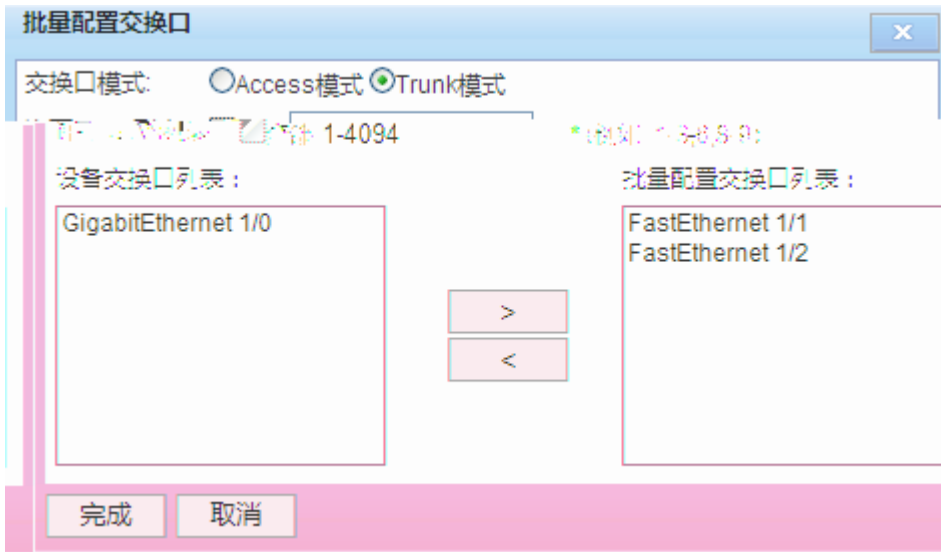 批量配置交换口
交换口模式: Access模式 Trunk模式
1-4094
设备交换口列表： 批量配置交换口列表：
GigabitEthernet 1/0 FastEthernet 1/1
FastEthernet 1/2
>
<
完成 取消